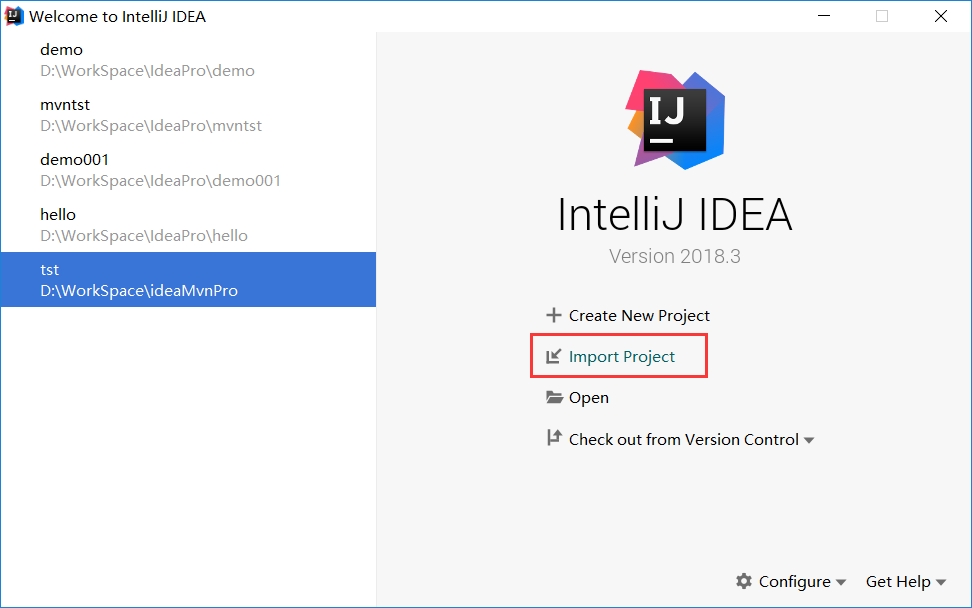 Welcome to IntelliJ IDEA
demo
D:\WorkSpace\IdeaPro\demo
mvntst
D:\WorkSpace\IdeaPro\mvntst
demo001
D:\WorkSpace\IdeaPro\demo001
hello
D:\WorkSpace\IdeaPro\hello
tst
D:\WorkSpace\ideaMvnPro
IJ
IntelliJ IDEA
Version 2018.3
Create New Project
Import Project
Open
Check out from Version Control
Configure
Get Help